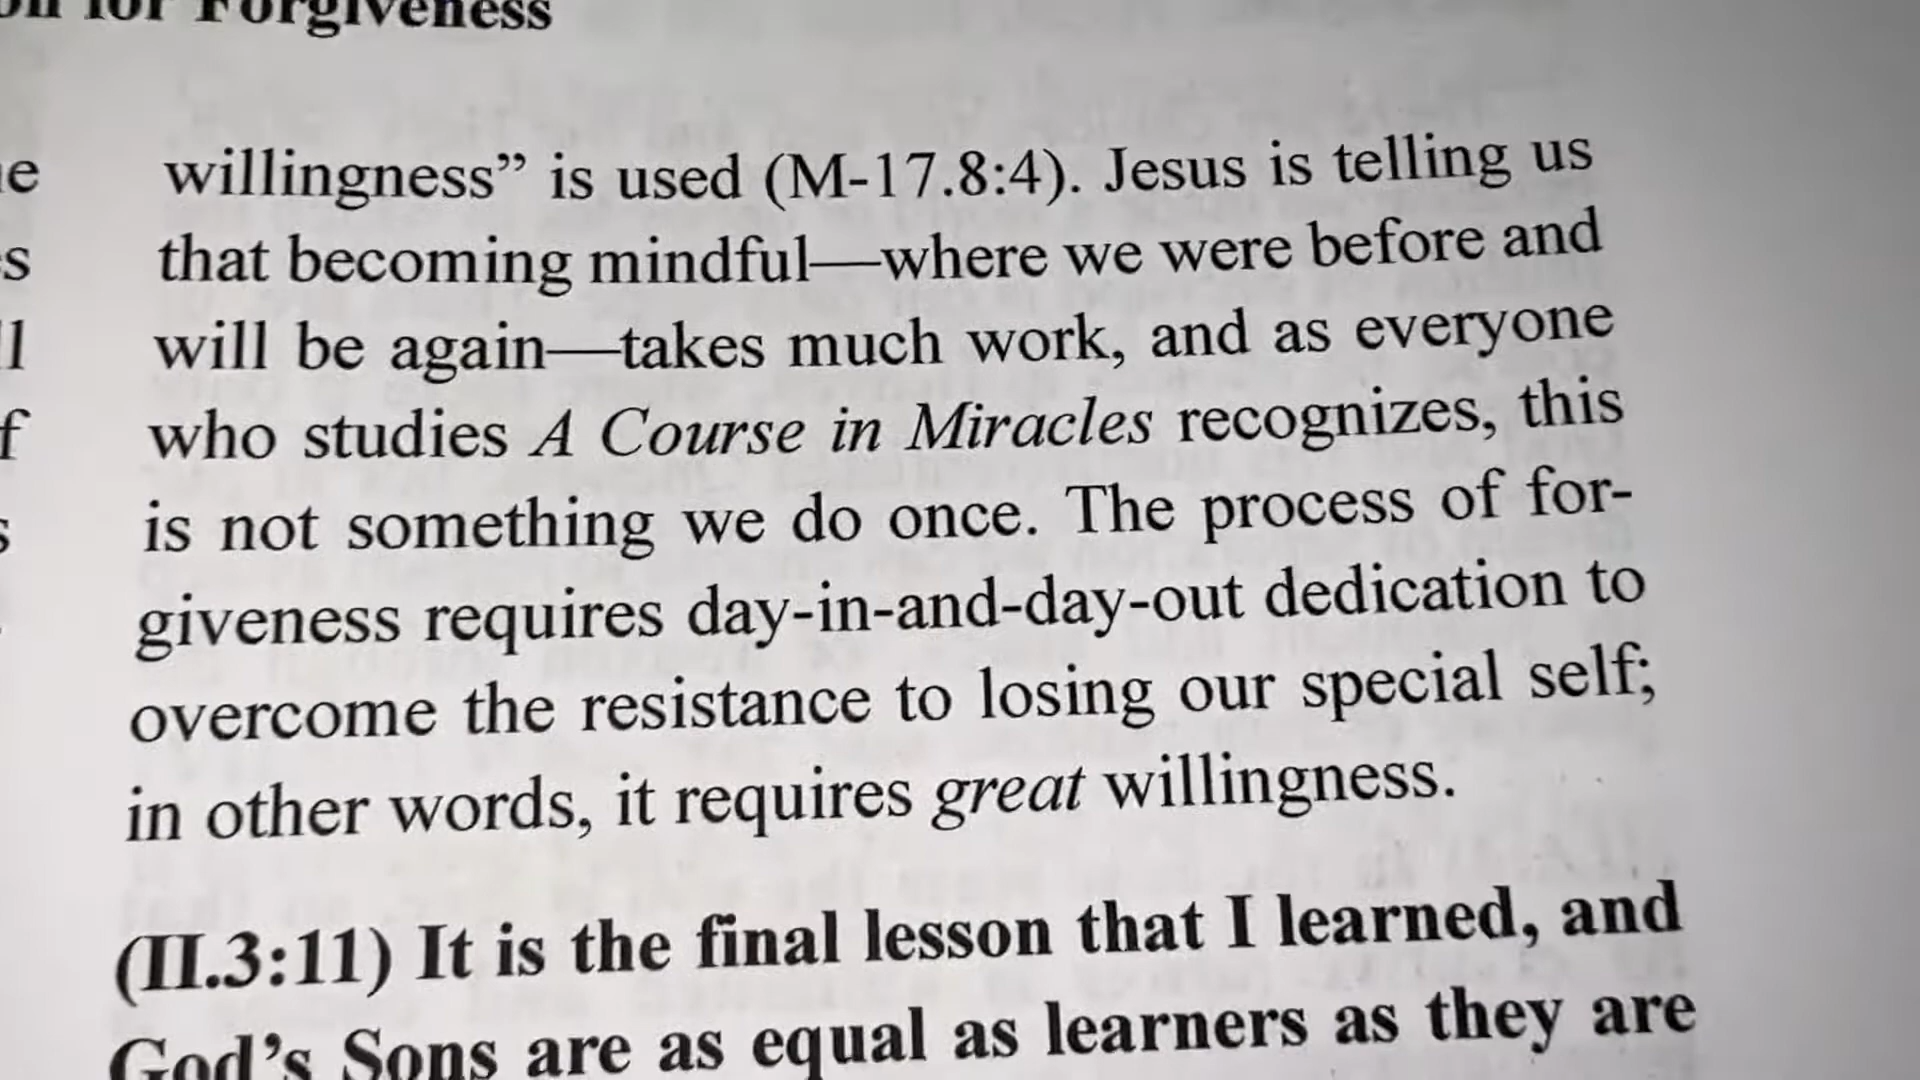 for Forgiveness
willingness” is used (M-17.8:4). Jesus is telling us
that becoming mindful—where we were before and
will be again—takes much work, and as everyone
who studies A Course in Miracles recognizes, this
is not something we do once. The process of for-
giveness requires day-in-and-day-out dedication to
overcome the resistance to losing our special self;
in other words, it requires great willingness.
(II.3:11) It is the final lesson that I learned, and
God’s Sons are as equal as learners as they are